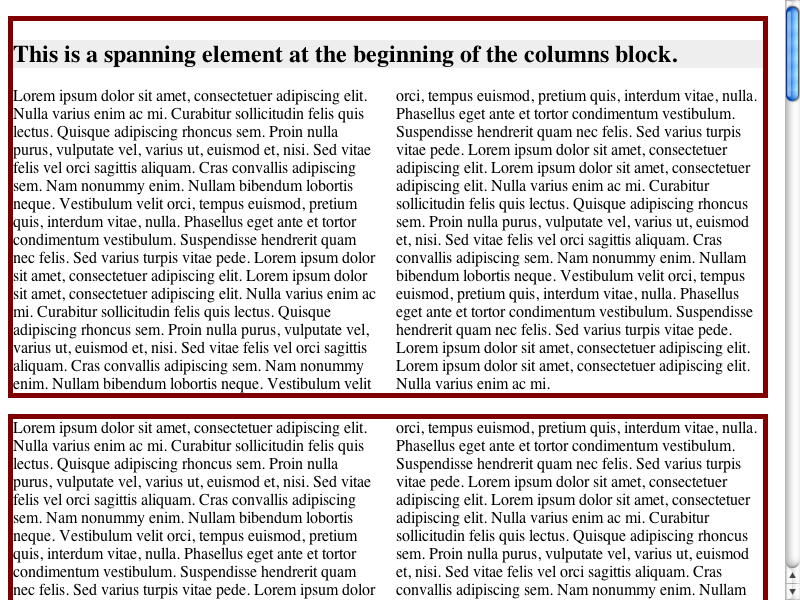 This is a spanning element at the beginning of the columns block.
Lorem ipsum dolor sit amet, consectetuer adipiscing elit.
Nulla varius enim ac mi. Curabitur sollicitudin felis quis
lectus. Quisque adipiscing rhoncus sem. Proin nulla
purus, vulputate vel, varius ut, euismod et, nisi. Sed vitae
felis vel orci sagittis aliquam. Cras convallis adipiscing
sem. Nam nonummy enim. Nullam bibendum lobortis
neque. Vestibulum velit orci, tempus euismod, pretium
quis, interdum vitae, nulla. Phasellus eget ante et tortor
condimentum vestibulum. Suspendisse hendrerit quam
nec felis. Sed varius turpis vitae pede. Lorem ipsum dolor
sit amet, consectetuer adipiscing elit. Lorem ipsum dolor
sit amet, consectetuer adipiscing elit. Nulla varius enim ac
mi. Curabitur sollicitudin felis quis lectus. Quisque
adipiscing rhoncus sem. Proin nulla purus, vulputate vel,
varius ut, euismod et, nisi. Sed vitae felis vel orci sagittis
aliquam. Cras convallis adipiscing sem. Nam nonummy
enim. Nullam bibendum lobortis neque. Vestibulum velit
orci, tempus euismod, pretium quis, interdum vitae, nulla.
Phasellus eget ante et tortor condimentum vestibulum.
Suspendisse hendrerit quam nec felis. Sed varius turpis
vitae pede. Lorem ipsum dolor sit amet, consectetuer
adipiscing elit. Lorem ipsum dolor sit amet, consectetuer
adipiscing elit. Nulla varius enim ac mi. Curabitur
sollicitudin felis quis lectus. Quisque adipiscing rhoncus
sem. Proin nulla purus, vulputate vel, varius ut, euismod
et, nisi. Sed vitae felis vel orci sagittis aliquam. Cras
convallis adipiscing sem. Nam nonummy enim. Nullam
bibendum lobortis neque. Vestibulum velit orci, tempus
euismod, pretium quis, interdum vitae, nulla. Phasellus
eget ante et tortor condimentum vestibulum. Suspendisse
hendrerit quam nec felis. Sed varius turpis vitae pede.
Lorem ipsum dolor sit amet, consectetuer adipiscing elit.
Lorem ipsum dolor sit amet, consectetuer adipiscing elit.
Nulla varius enim ac mi.
Lorem ipsum dolor sit amet, consectetuer adipiscing elit.
Nulla varius enim ac mi. Curabitur sollicitudin felis quis
lectus. Quisque adipiscing rhoncus sem. Proin nulla
purus, vulputate vel, varius ut, euismod et, nisi. Sed vitae
felis vel orci sagittis aliquam. Cras convallis adipiscing
sem. Nam nonummy enim. Nullam bibendum lobortis
neque. Vestibulum velit orci, tempus euismod, pretium
quis, interdum vitae, nulla. Phasellus eget ante et tortor
condimentum vestibulum. Suspendisse hendrerit quam
nec felis. Sed varius turpis vitae pede. Lorem ipsum dolor
orci, tempus euismod, pretium quis, interdum vitae, nulla.
Phasellus eget ante et tortor condimentum vestibulum.
Suspendisse hendrerit quam nec felis. Sed varius turpis
vitae pede. Lorem ipsum dolor sit amet, consectetuer
adipiscing elit. Lorem ipsum dolor sit amet, consectetuer
adipiscing elit. Nulla varius enim ac mi. Curabitur
sollicitudin felis quis lectus. Quisque adipiscing rhoncus
sem. Proin nulla purus, vulputate vel, varius ut, euismod
et, nisi. Sed vitae felis vel orci sagittis aliquam. Cras
convallis adipiscing sem. Nam nonummy enim. Nullam